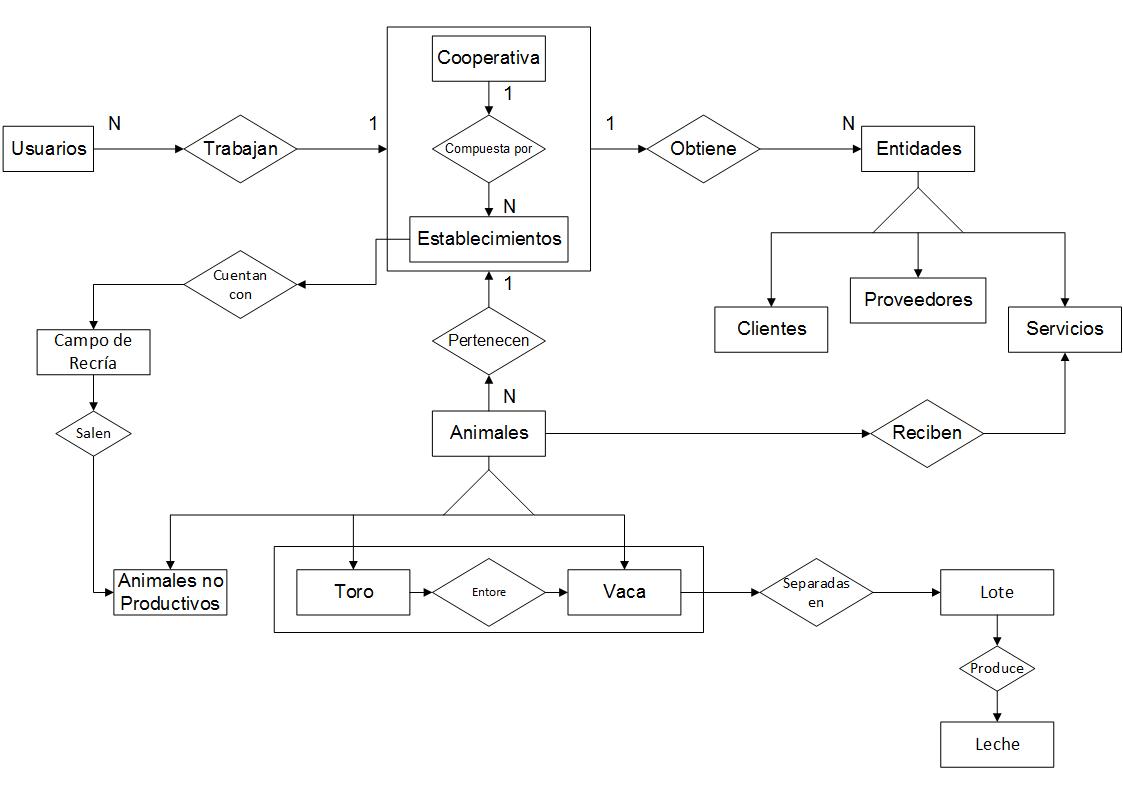 Cooperativa
1
N
1
1
N
Usuarios
Trabajan
Compuesta por
Obtiene
Entidades
N
Establecimientos
Cuentan
con
1
Proveedores
Clientes
Servicios
Campo de
Recría
Pertenecen
N
Salen
Animales
Reciben
Animales no
Productivos
Toro
Entore
Vaca
Separadas
en
Lote
Produce
Leche